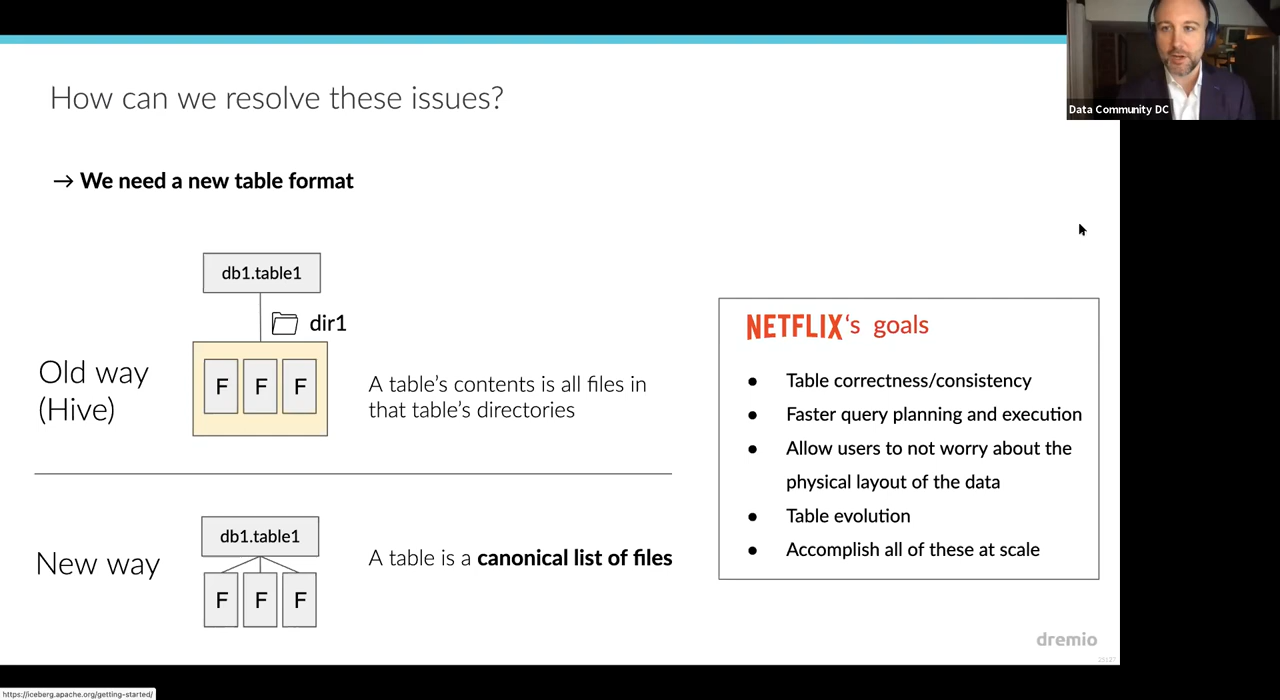 How can we resolve these issues?
→ We need a new table format
db1.table1
dir1
F F F
Old way
(Hive)
A table's contents is all files in
that table's directories
New way
db1.table1
F F F
A table is a canonical list of files
NETFLIX‘s goals
● Table correctness/consistency
● Faster query planning and execution
● Allow users to not worry about the
physical layout of the data
● Table evolution
● Accomplish all of these at scale
dremio
Data Community DC
https://iceberg.apache.org/getting-started/